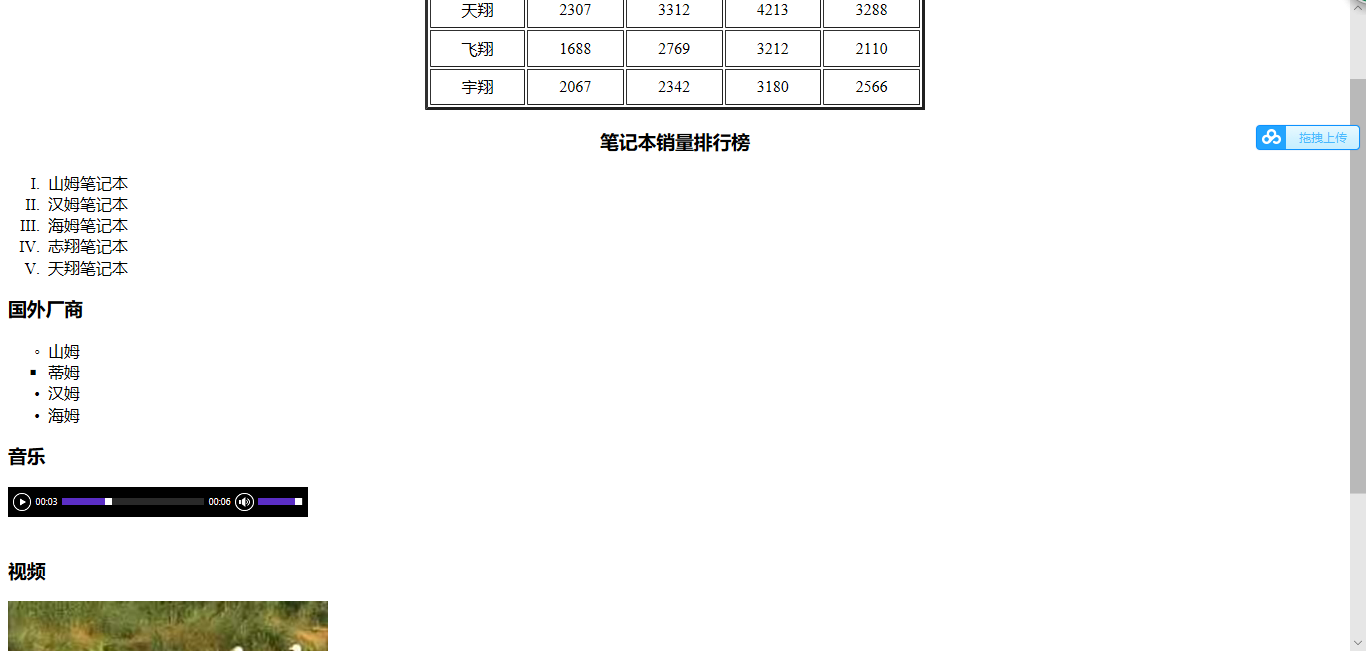 天翔 2307 3312 4213 3288
飞翔 1688 2769 3212 2110
宇翔 2067 2342 3180 2566
笔记本销量排行榜
拖拽上传
I. 山姆笔记本
II. 汉姆笔记本
III. 海姆笔记本
IV. 志翔笔记本
V. 天翔笔记本
国外厂商
山姆
蒂姆
汉姆
海姆
音乐
00:03 00:06
视频